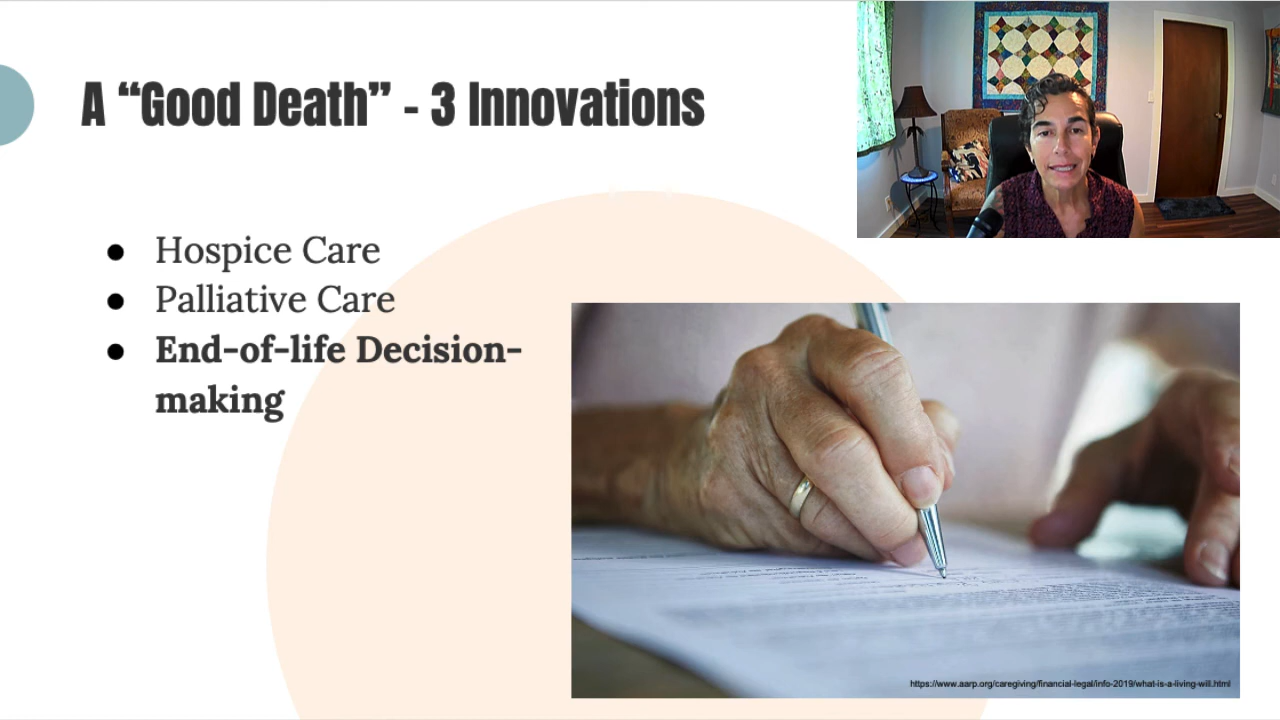 A “Good Death” - 3 Innovations
● Hospice Care
● Palliative Care
● End-of-life Decision-
making
https://www.aarp.org/caregiving/financial-legal/info-2019/what-is-a-living-will.html